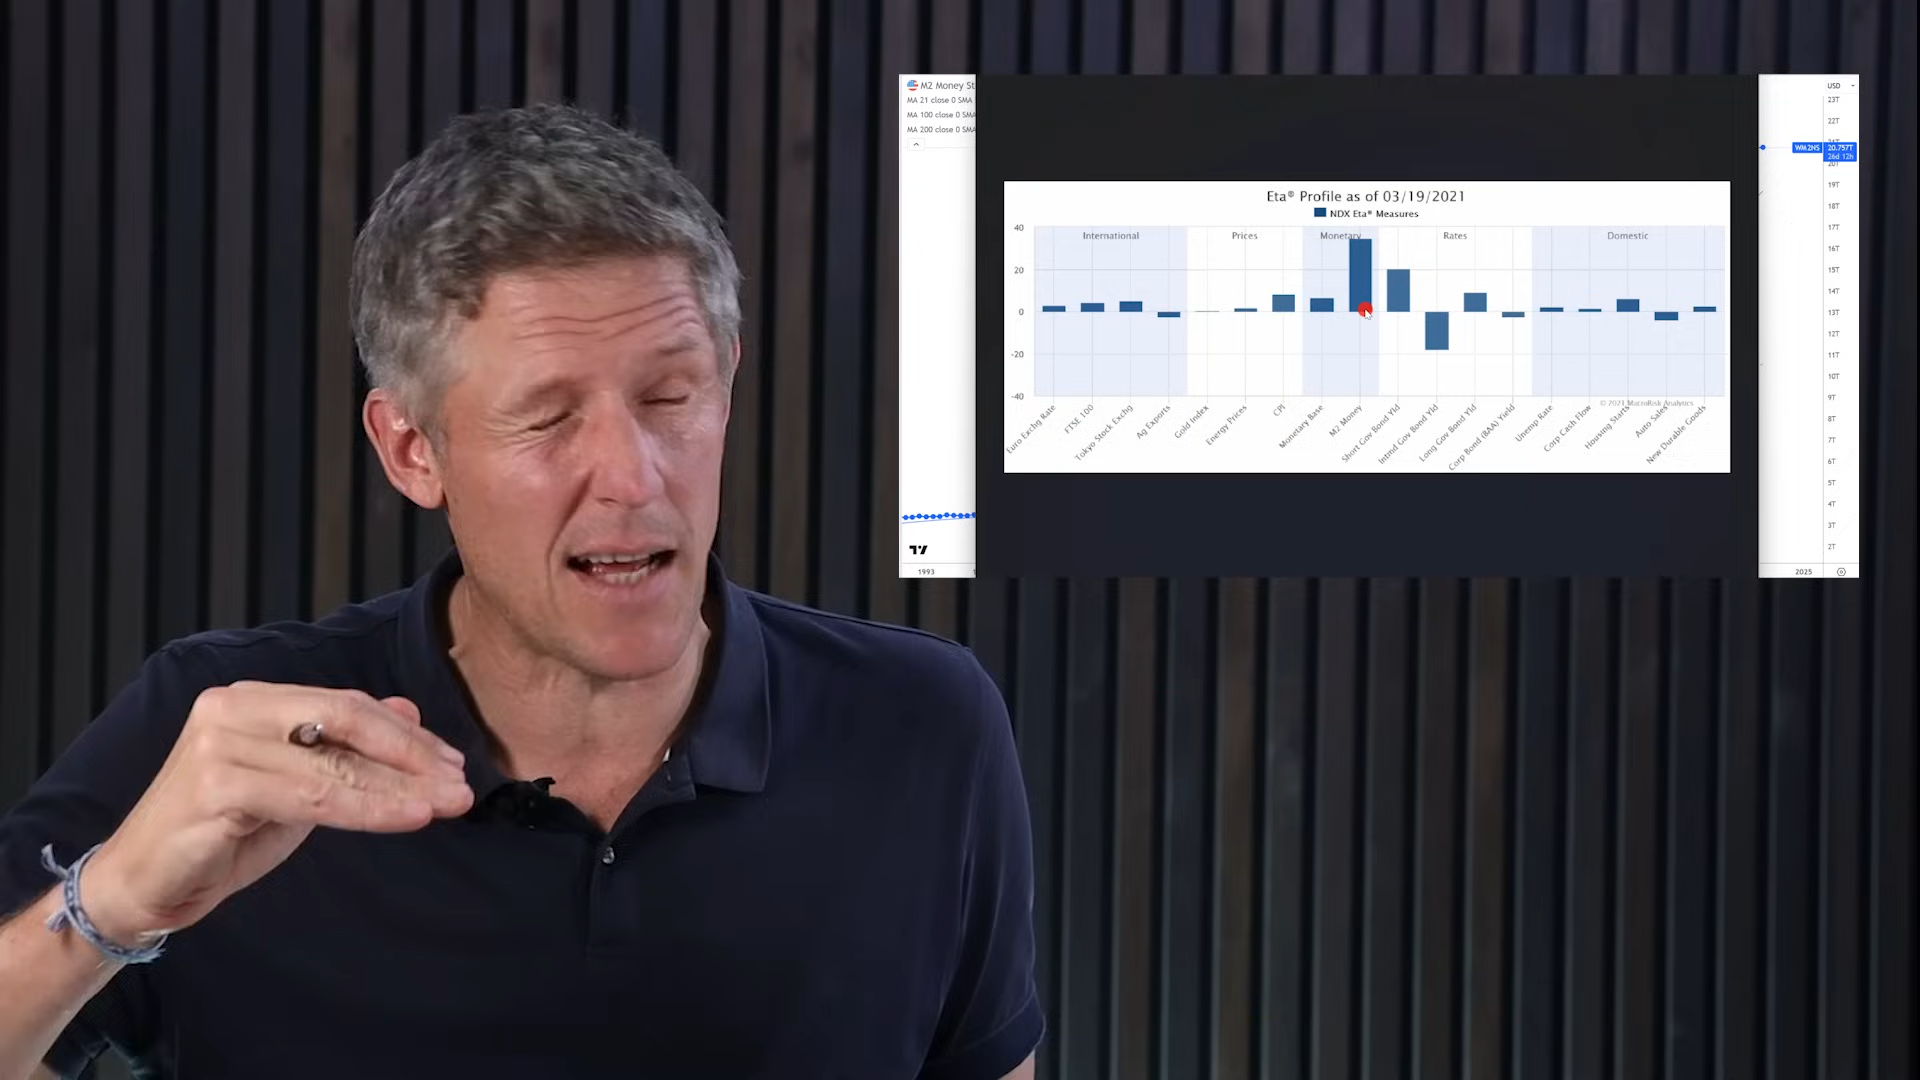 M2 Money St
MA 21 close 0 SMA
MA 100 close 0 SMA
MA 200 close 0 SMA
1993
Eta® Profile as of 03/19/2021
NDX Eta® Measures
International
Prices
Monetary
Rates
Domestic
40
20
0
-20
-40
© 2021 MacroRisk Analytics
Euro Exchg Rate
FTSE 100
Tokyo Stock Exchg
Ag Exports
Gold Index
Energy Prices
CPI
Monetary Base
M2 Money
Short Gov Bond Yld
Intmd Gov Bond Yld
Long Gov Bond Yld
Corp Bond (BAA) Yield
Unemp Rate
Corp Cash Flow
Housing Starts
Auto Sales
New Durable Goods
USD
23T
22T
WM2NS 20.757T
26d 12h
20T
19T
18T
17T
16T
15T
14T
13T
12T
11T
10T
9T
8T
7T
6T
5T
4T
3T
2T
2025